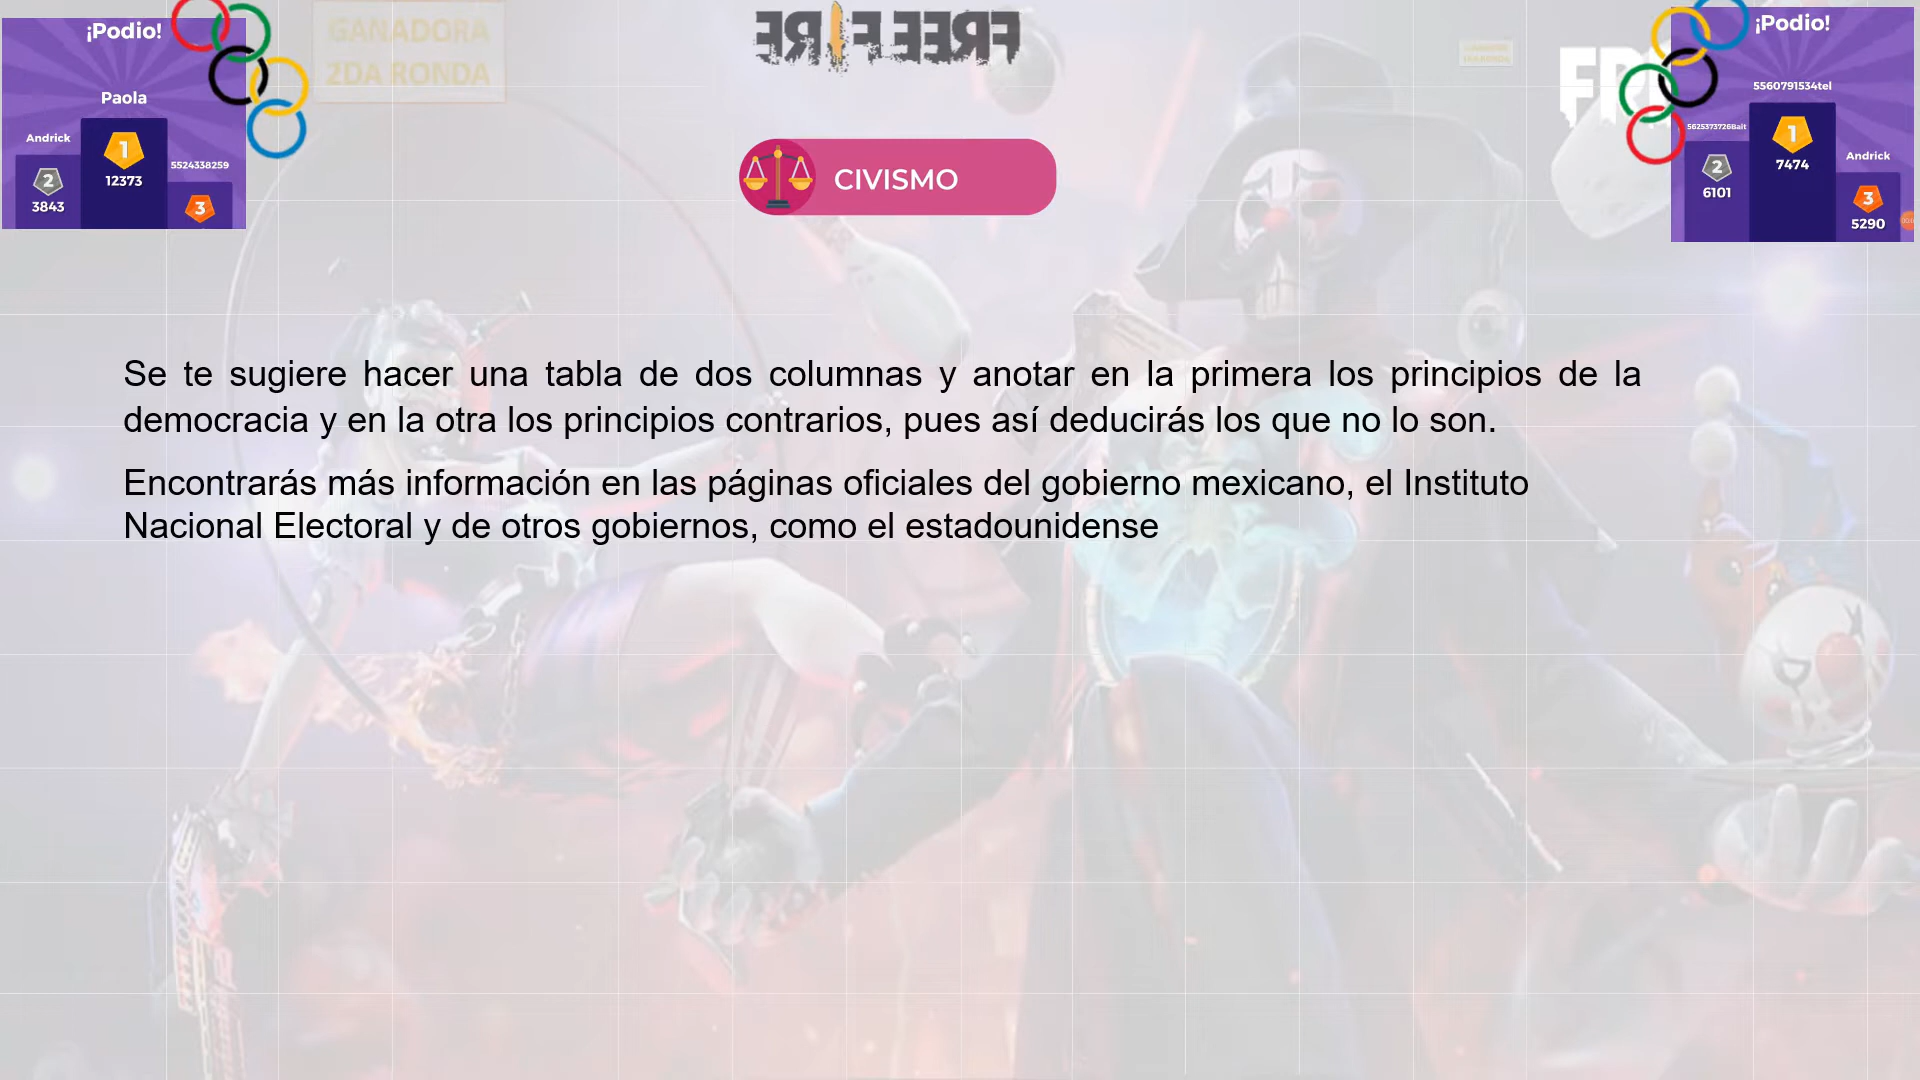 ¡Podio!
Paola
Andrick
1
12373
5524338259
2
3843
3
GANADORA
2DA RONDA
FREEFIRE
CIVISMO
¡Podio!
5560791534tel
5625373726Bait
1
7474
Andrick
2
6101
3
5290
Se te sugiere hacer una tabla de dos columnas y anotar en la primera los principios de la
democracia y en la otra los principios contrarios, pues así deducirás los que no lo son.
Encontrarás más información en las páginas oficiales del gobierno mexicano, el Instituto
Nacional Electoral y de otros gobiernos, como el estadounidense